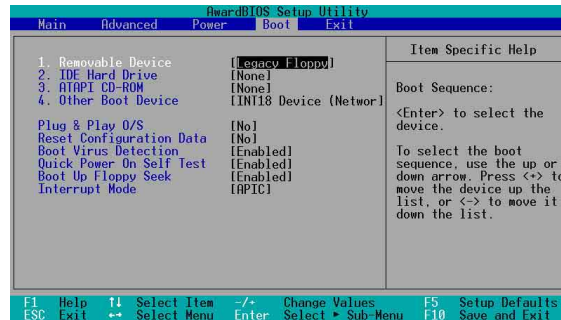 AwardBIOS Setup Utility
Main Advanced Power Boot Exit
Item Specific Help
1. Removable Device [Legacy Floppy]
2. IDE Hard Drive [None]
3. ATAPI CD-ROM [None]
4. Other Boot Device [INT18 Device (Networ]
Plug & Play O/S [No]
Reset Configuration Data [No]
Boot Virus Detection [Enabled]
Quick Power On Self Test [Enabled]
Boot Up Floppy Seek [Enabled]
Interrupt Mode [APIC]
Boot Sequence:
<Enter> to select the
device.
To select the boot
sequence, use the up or
down arrow. Press <+> to
move the device up the
list, or <-> to move it
down the list.
F1 Help ↑↓ Select Item -/+ Change Values F5 Setup Defaults
ESC Exit ←→ Select Menu Enter Select ► Sub-Menu F10 Save and Exit